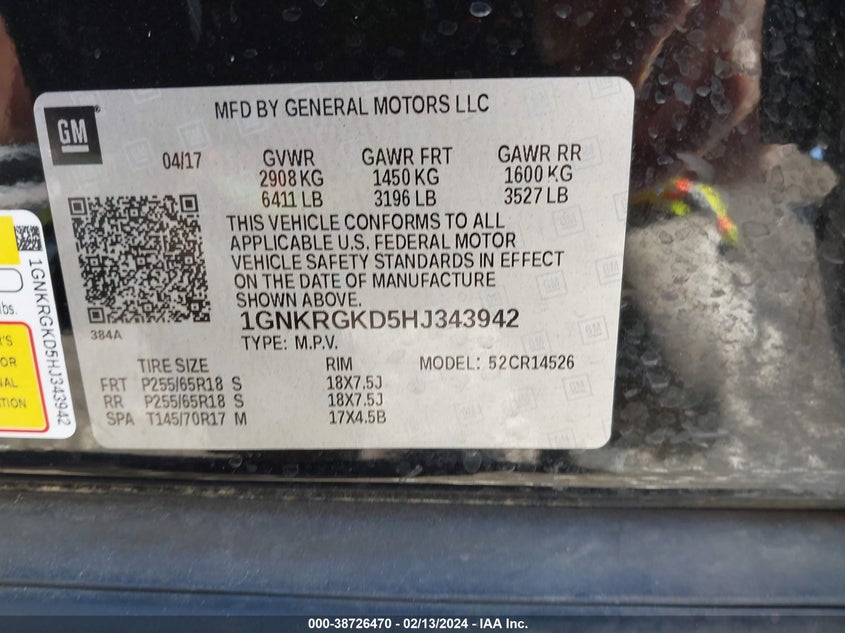 GM
MFD BY GENERAL MOTORS LLC
04/17 GVWR GAWR FRT GAWR RR
2908 KG 1450 KG 1600 KG
6411 LB 3196 LB 3527 LB
THIS VEHICLE CONFORMS TO ALL
APPLICABLE U.S. FEDERAL MOTOR
VEHICLE SAFETY STANDARDS IN EFFECT
ON THE DATE OF MANUFACTURE
SHOWN ABOVE.
384A
1GNKRGKD5HJ343942
TYPE: M.P.V.
TIRE SIZE RIM MODEL: 52CR14526
FRT P255/65R18 S 18X7.5J
RR P255/65R18 S 18X7.5J
SPA T145/70R17 M 17X4.5B
1GNKRGKD5HJ343942
lbs.
000-38726470 - 02/13/2024 - IAA Inc.